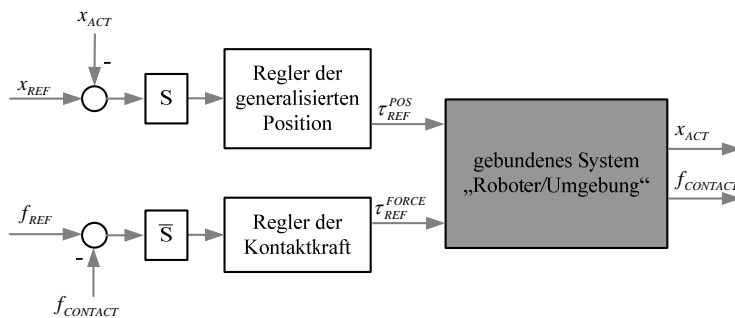 x_ACT
-
x_REF
S
Regler der
generalisierten
Position
τ_REF^POS
gebundenes System
„Roboter/Umgebung“
x_ACT
f_CONTACT
f_REF
-
S̅
Regler der
Kontaktkraft
τ_REF^FORCE
f_CONTACT